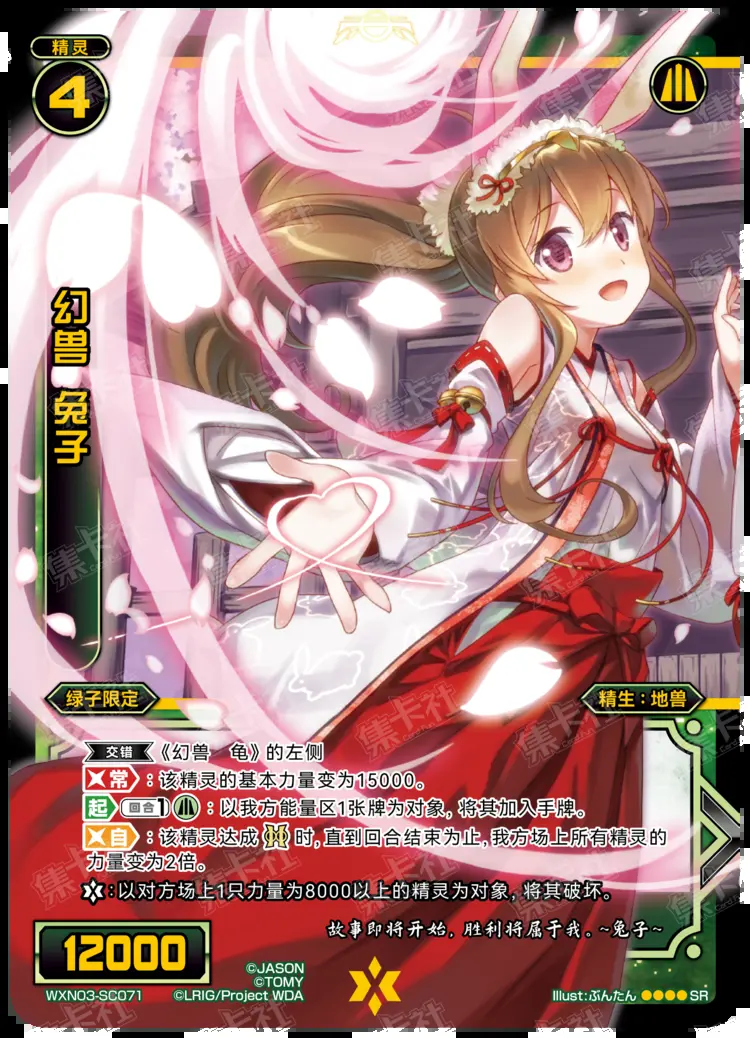 精灵
4
幻兽 兔子
绿子限定
精生：地兽
交错 《幻兽 龟》的左侧
常：该精灵的基本力量变为15000。
起 回合1：以我方能量区1张牌为对象，将其加入手牌。
自：该精灵达成 时，直到回合结束为止，我方场上所有精灵的
力量变为2倍。
：以对方场上1只力量为8000以上的精灵为对象，将其破坏。
故事即将开始，胜利将属于我。~兔子~
12000
©JASON
©TOMY
WXN03-SC071 ©LRIG/Project WDA
Illust:ぶんたん ●●●●SR
集卡社